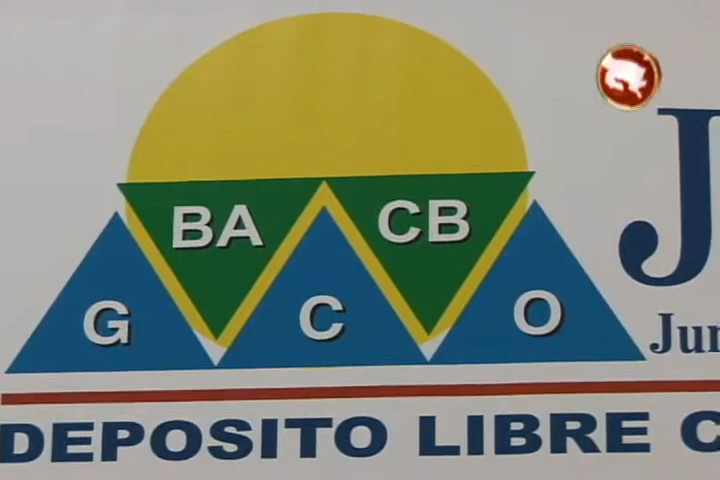 BA CB
G C O
J
Jun
DEPOSITO LIBRE C